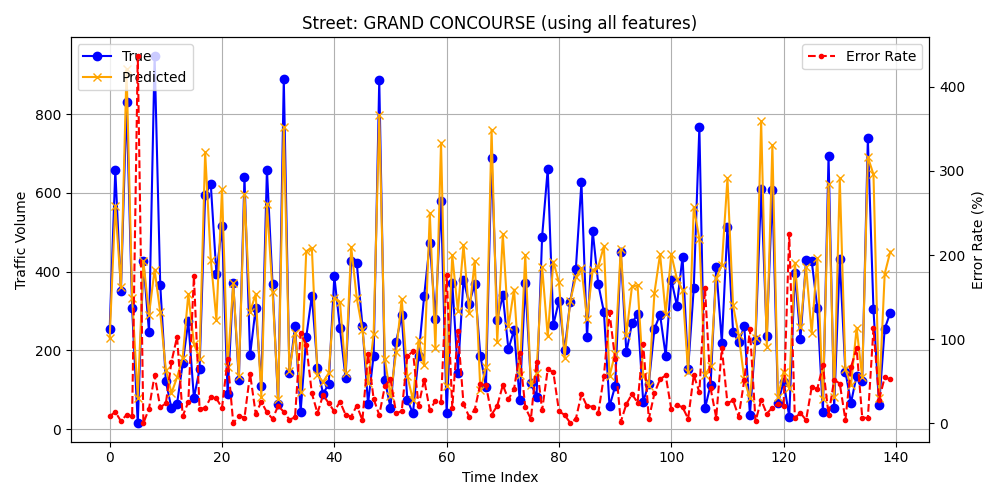 Street: GRAND CONCOURSE (using all features)
True
Predicted
Error Rate
Traffic Volume
800
600
400
200
0
Error Rate (%)
400
300
200
100
0
0 20 40 60 80 100 120 140
Time Index